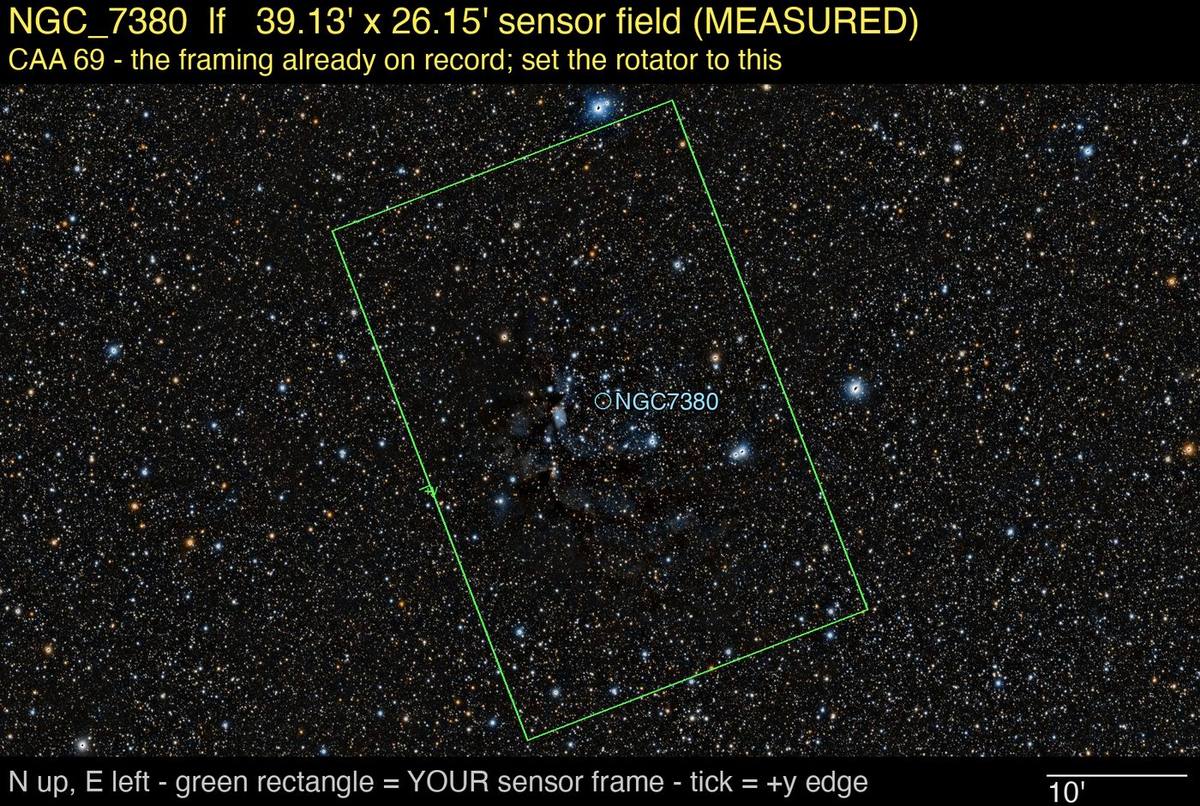 NGC_7380 lf 39.13' x 26.15' sensor field (MEASURED)
CAA 69 - the framing already on record; set the rotator to this
NGC7380
N up, E left - green rectangle = YOUR sensor frame - tick = +y edge
10'